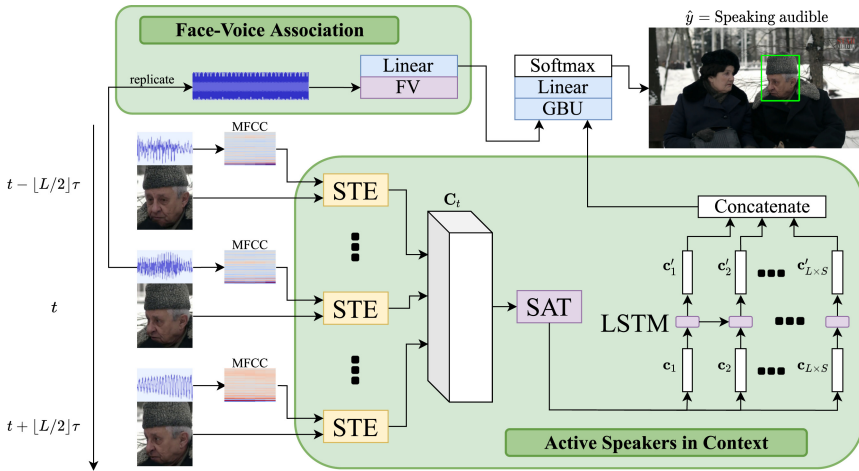 Face-Voice Association
ŷ = Speaking audible
replicate
Linear
FV
Softmax
Linear
GBU
MFCC
t − ⌊L/2⌋τ
STE
C_t
Concatenate
MFCC
c′_1
c′_2
c′_{L×S}
t
STE
SAT
LSTM
MFCC
c_1
c_2
c_{L×S}
t + ⌊L/2⌋τ
STE
Active Speakers in Context